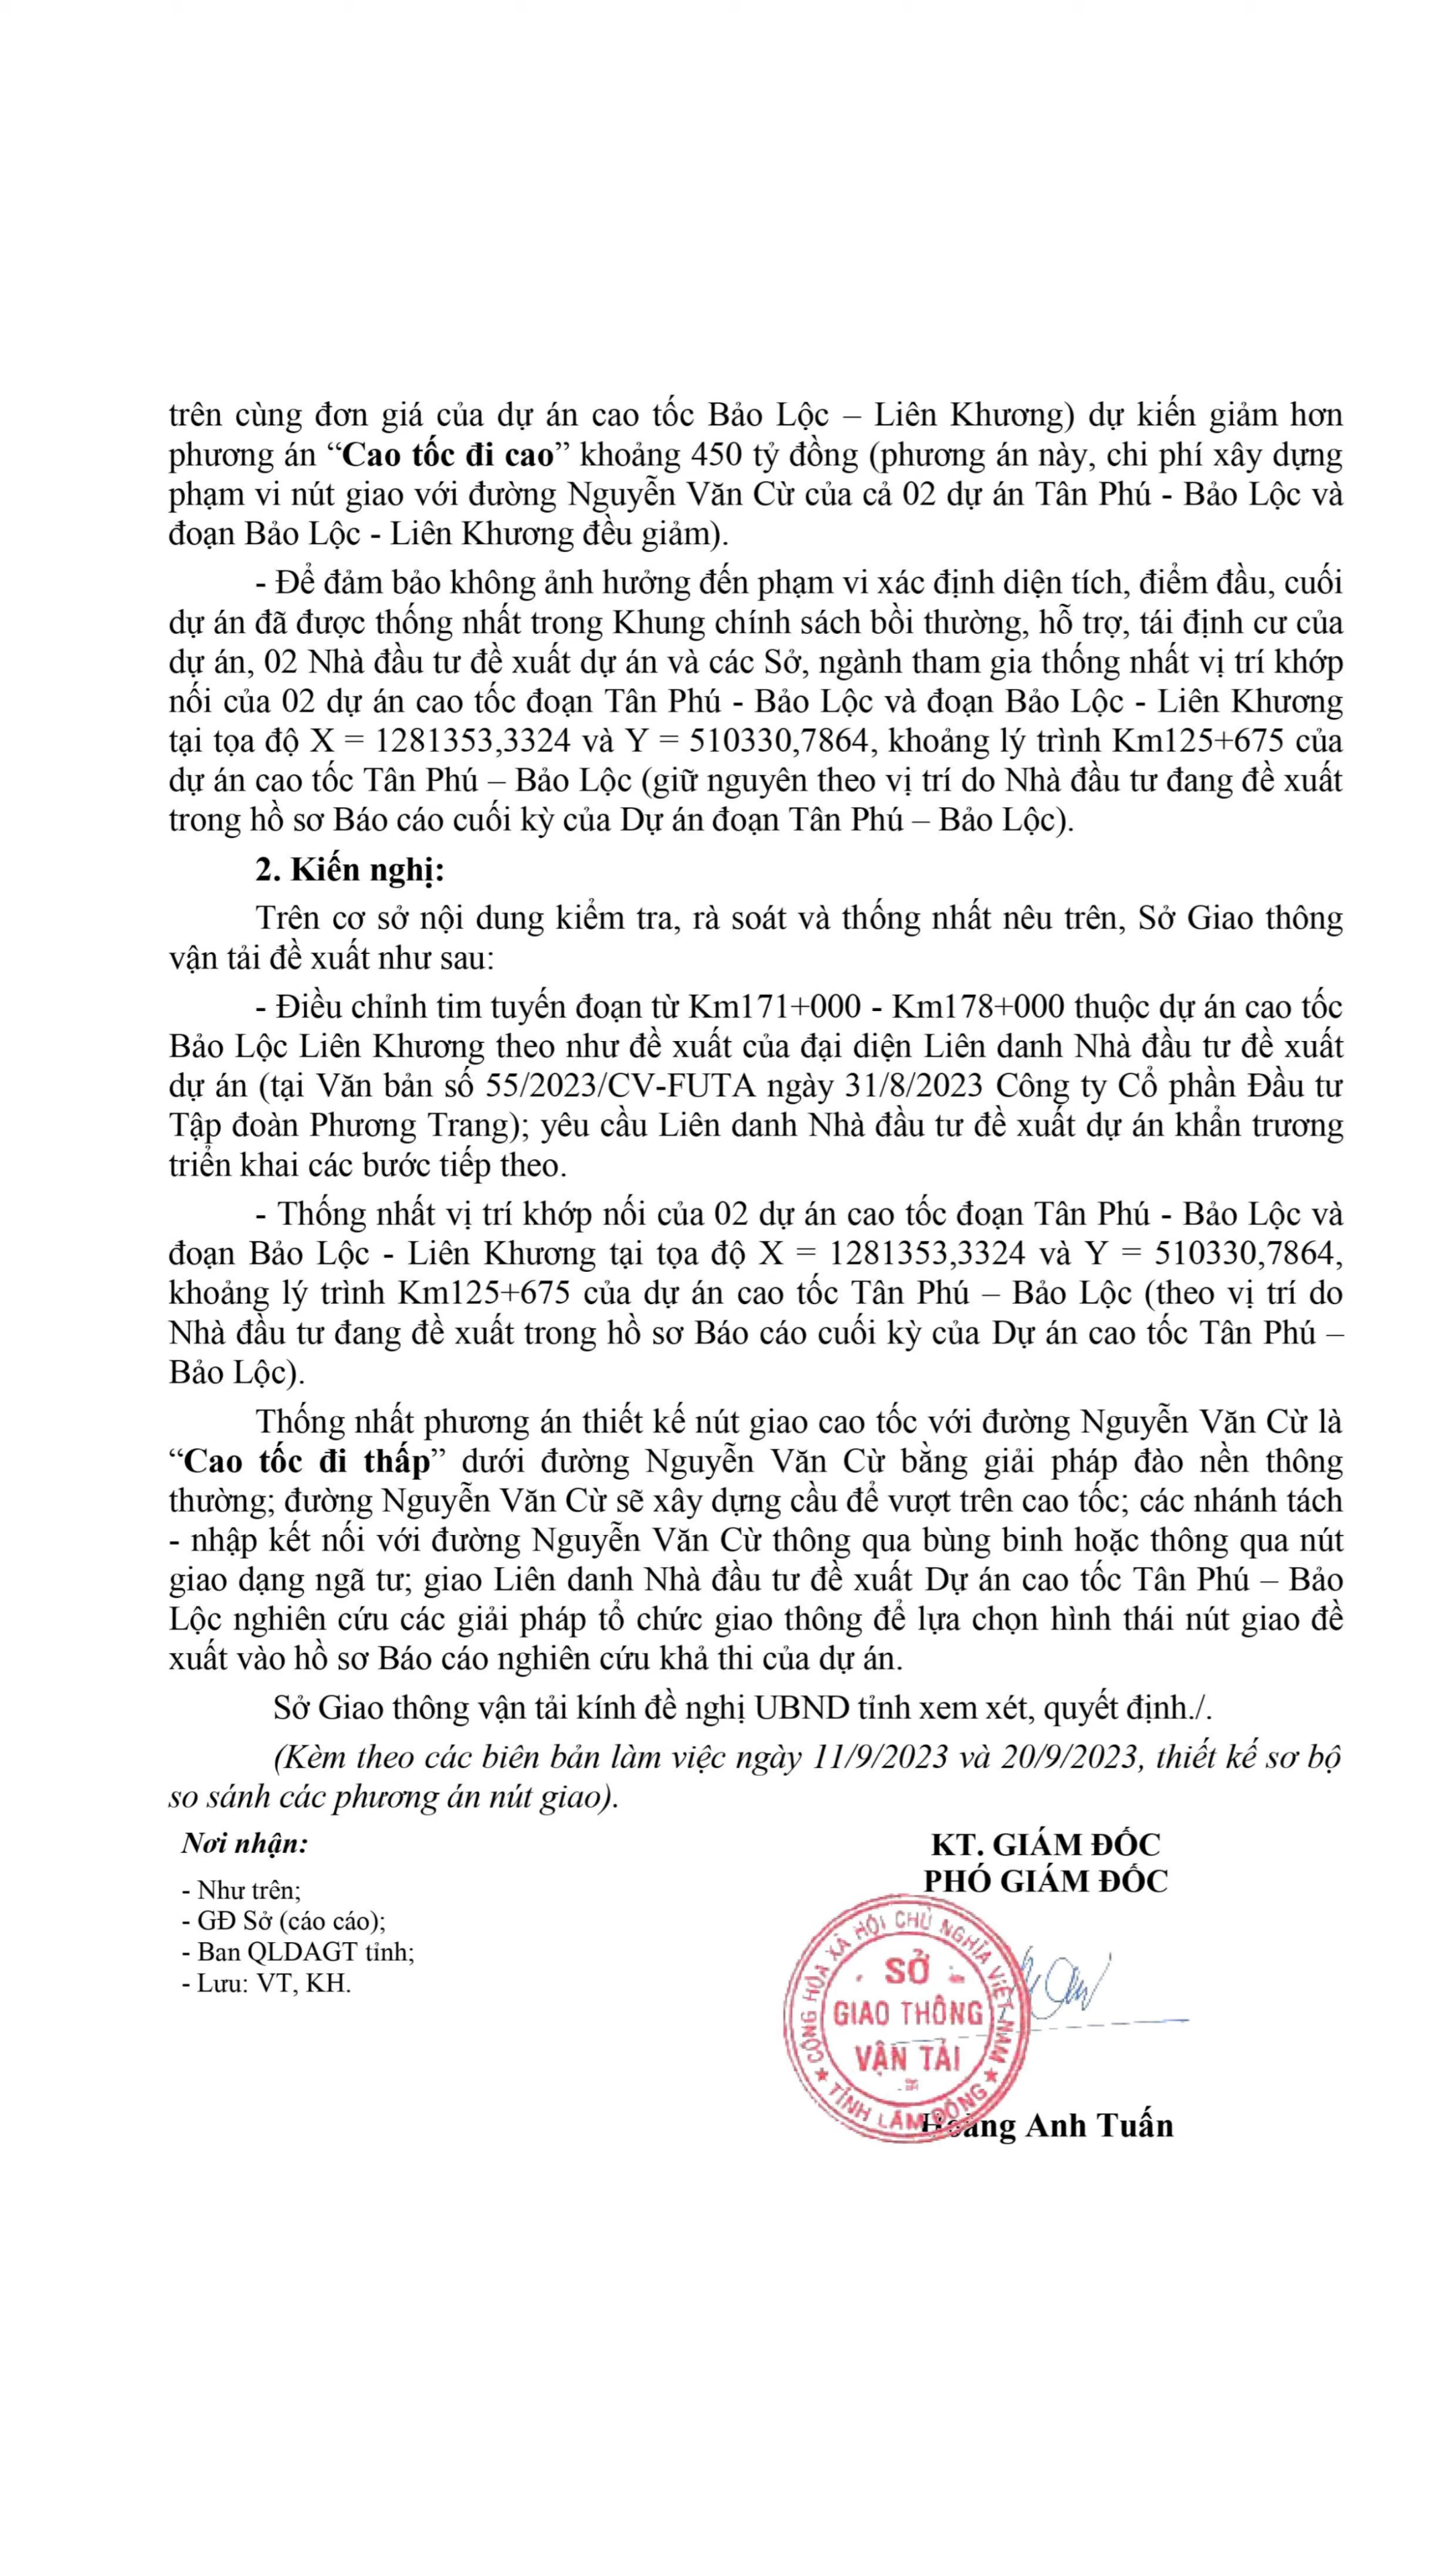 trên cùng đơn giá của dự án cao tốc Bảo Lộc – Liên Khương) dự kiến giảm hơn
phương án “Cao tốc đi cao” khoảng 450 tỷ đồng (phương án này, chi phí xây dựng
phạm vi nút giao với đường Nguyễn Văn Cừ của cả 02 dự án Tân Phú - Bảo Lộc và
đoạn Bảo Lộc - Liên Khương đều giảm).
- Để đảm bảo không ảnh hưởng đến phạm vi xác định diện tích, điểm đầu, cuối
dự án đã được thống nhất trong Khung chính sách bồi thường, hỗ trợ, tái định cư của
dự án, 02 Nhà đầu tư đề xuất dự án và các Sở, ngành tham gia thống nhất vị trí khớp
nối của 02 dự án cao tốc đoạn Tân Phú - Bảo Lộc và đoạn Bảo Lộc - Liên Khương
tại tọa độ X = 1281353,3324 và Y = 510330,7864, khoảng lý trình Km125+675 của
dự án cao tốc Tân Phú – Bảo Lộc (giữ nguyên theo vị trí do Nhà đầu tư đang đề xuất
trong hồ sơ Báo cáo cuối kỳ của Dự án đoạn Tân Phú – Bảo Lộc).
2. Kiến nghị:
Trên cơ sở nội dung kiểm tra, rà soát và thống nhất nêu trên, Sở Giao thông
vận tải đề xuất như sau:
- Điều chỉnh tim tuyến đoạn từ Km171+000 - Km178+000 thuộc dự án cao tốc
Bảo Lộc Liên Khương theo như đề xuất của đại diện Liên danh Nhà đầu tư đề xuất
dự án (tại Văn bản số 55/2023/CV-FUTA ngày 31/8/2023 Công ty Cổ phần Đầu tư
Tập đoàn Phương Trang); yêu cầu Liên danh Nhà đầu tư đề xuất dự án khẩn trương
triển khai các bước tiếp theo.
- Thống nhất vị trí khớp nối của 02 dự án cao tốc đoạn Tân Phú - Bảo Lộc và
đoạn Bảo Lộc - Liên Khương tại tọa độ X = 1281353,3324 và Y = 510330,7864,
khoảng lý trình Km125+675 của dự án cao tốc Tân Phú – Bảo Lộc (theo vị trí do
Nhà đầu tư đang đề xuất trong hồ sơ Báo cáo cuối kỳ của Dự án cao tốc Tân Phú –
Bảo Lộc).
Thống nhất phương án thiết kế nút giao cao tốc với đường Nguyễn Văn Cừ là
“Cao tốc đi thấp” dưới đường Nguyễn Văn Cừ bằng giải pháp đào nền thông
thường; đường Nguyễn Văn Cừ sẽ xây dựng cầu để vượt trên cao tốc; các nhánh tách
- nhập kết nối với đường Nguyễn Văn Cừ thông qua bùng binh hoặc thông qua nút
giao dạng ngã tư; giao Liên danh Nhà đầu tư đề xuất Dự án cao tốc Tân Phú – Bảo
Lộc nghiên cứu các giải pháp tổ chức giao thông để lựa chọn hình thái nút giao đề
xuất vào hồ sơ Báo cáo nghiên cứu khả thi của dự án.
Sở Giao thông vận tải kính đề nghị UBND tỉnh xem xét, quyết định./.
(Kèm theo các biên bản làm việc ngày 11/9/2023 và 20/9/2023, thiết kế sơ bộ
so sánh các phương án nút giao).
Nơi nhận:
- Như trên;
- GĐ Sở (cáo cáo);
- Ban QLDAGT tỉnh;
- Lưu: VT, KH.
KT. GIÁM ĐỐC
PHÓ GIÁM ĐỐC
CỘNG HÒA XÃ HỘI CHỦ NGHĨA VIỆT NAM
SỞ
GIAO THÔNG
VẬN TẢI
TỈNH LÂM ĐỒNG
Hoàng Anh Tuấn